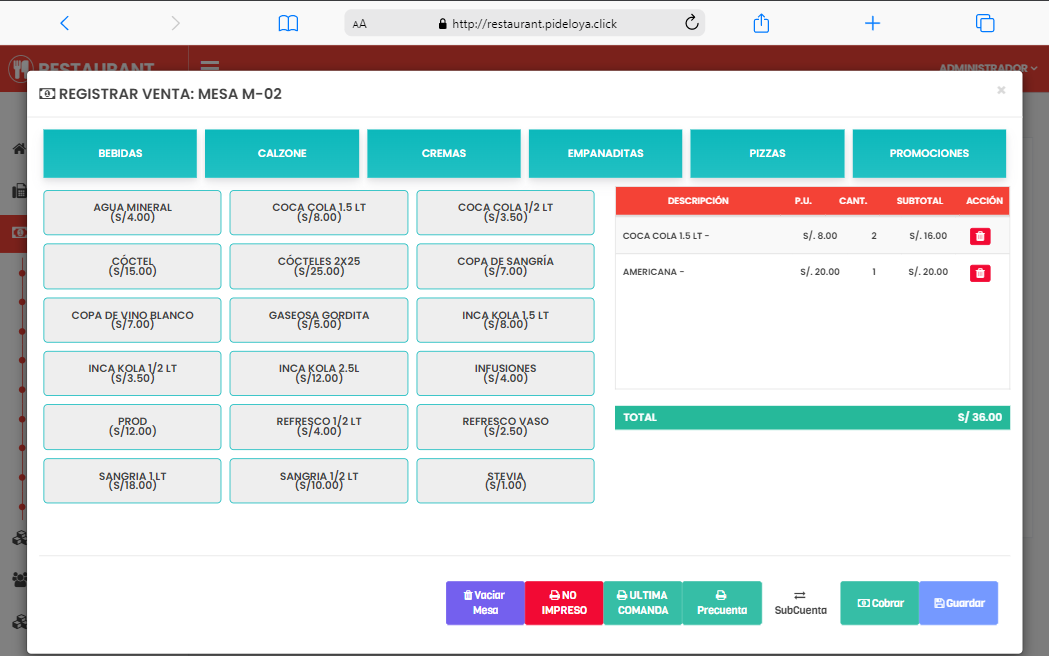 AA
http://restaurant.pideloya.click
RESTAURANT
ADMINISTRADOR
REGISTRAR VENTA: MESA M-02
×
BEBIDAS
CALZONE
CREMAS
EMPANADITAS
PIZZAS
PROMOCIONES
AGUA MINERAL
(S/4.00)
COCA COLA 1.5 LT
(S/8.00)
COCA COLA 1/2 LT
(S/3.50)
CÓCTEL
(S/15.00)
CÓCTELES 2X25
(S/25.00)
COPA DE SANGRÍA
(S/7.00)
COPA DE VINO BLANCO
(S/7.00)
GASEOSA GORDITA
(S/5.00)
INCA KOLA 1.5 LT
(S/8.00)
INCA KOLA 1/2 LT
(S/3.50)
INCA KOLA 2.5L
(S/12.00)
INFUSIONES
(S/4.00)
PROD
(S/12.00)
REFRESCO 1/2 LT
(S/4.00)
REFRESCO VASO
(S/2.50)
SANGRIA 1 LT
(S/18.00)
SANGRIA 1/2 LT
(S/10.00)
STEVIA
(S/1.00)
DESCRIPCIÓN P.U. CANT. SUBTOTAL ACCIÓN
COCA COLA 1.5 LT - S/. 8.00 2 S/. 16.00
AMERICANA - S/. 20.00 1 S/. 20.00
TOTAL S/ 36.00
Vaciar
Mesa
NO
IMPRESO
ULTIMA
COMANDA
Precuenta
SubCuenta
Cobrar
Guardar